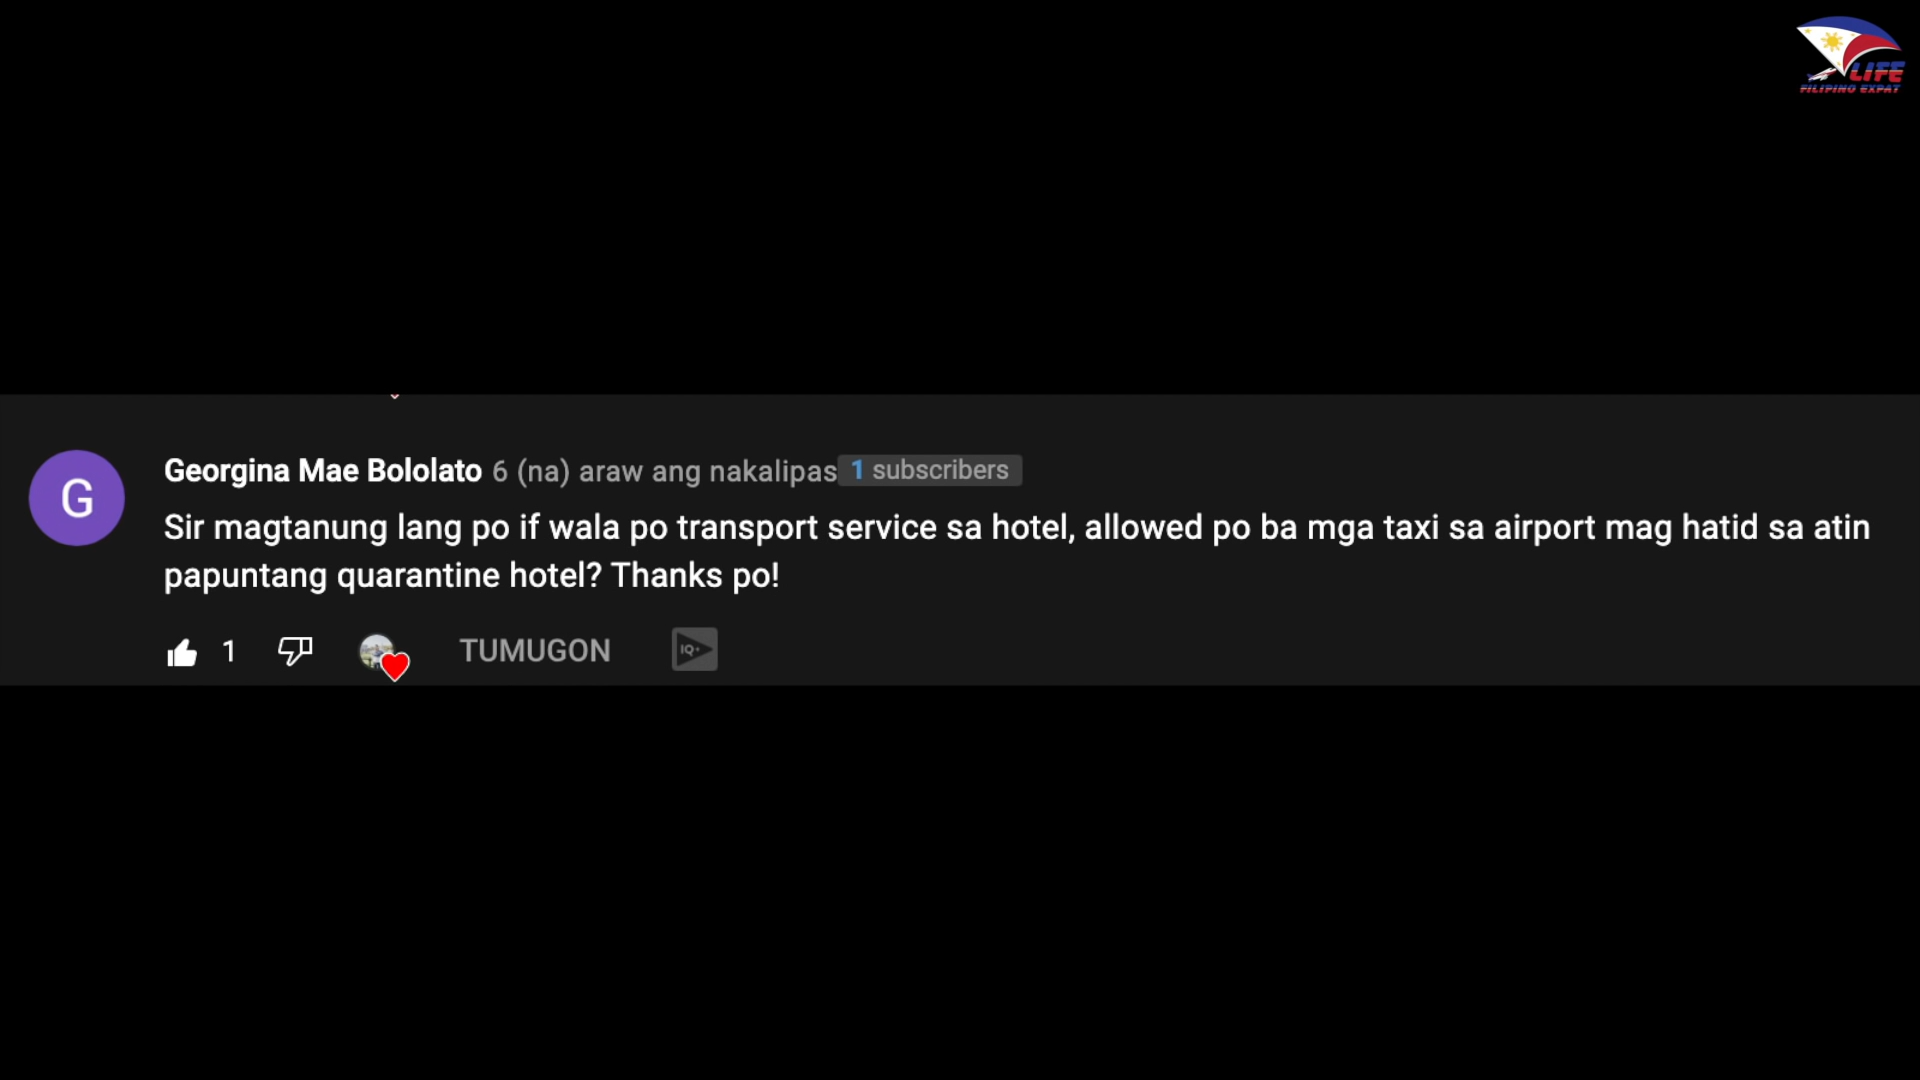 LIFE
FILIPINO EXPAT
G
Georgina Mae Bololato 6 (na) araw ang nakalipas 1 subscribers
Sir magtanung lang po if wala po transport service sa hotel, allowed po ba mga taxi sa airport mag hatid sa atin
papuntang quarantine hotel? Thanks po!
1 TUMUGON IQ+